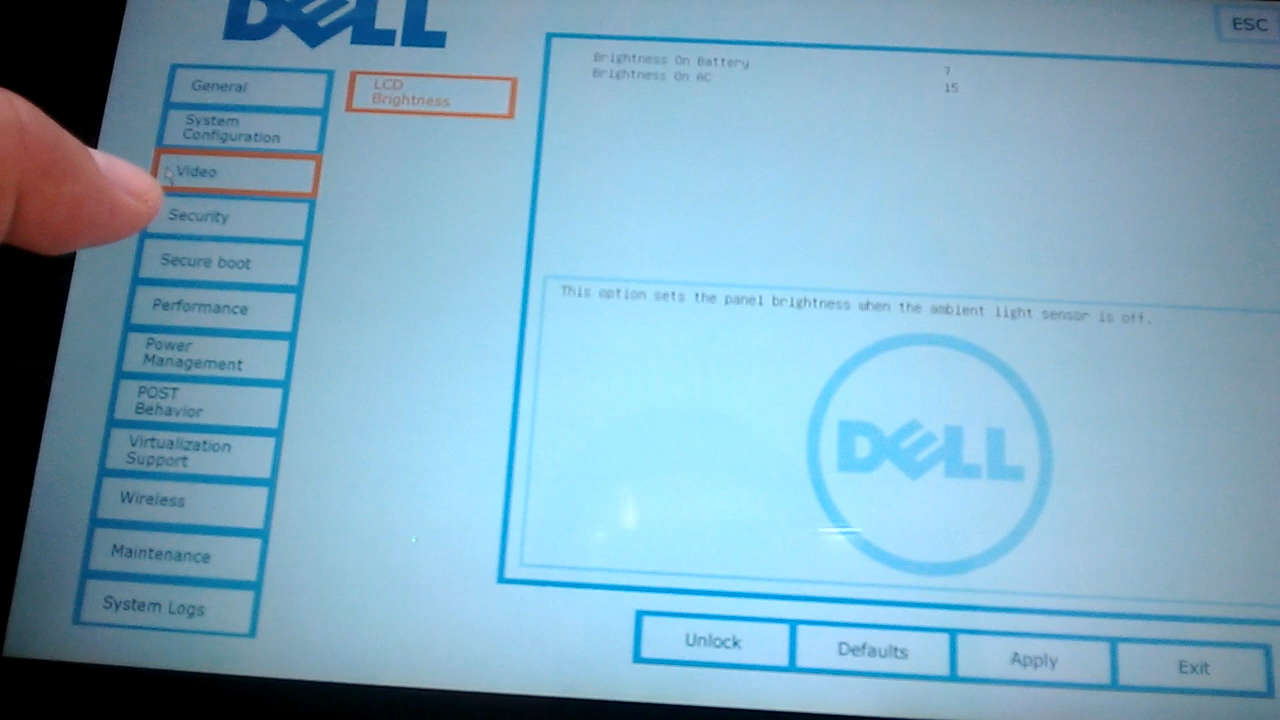 DELL
ESC
General
System
Configuration
Video
Security
Secure boot
Performance
Power
Management
POST
Behavior
Virtualization
Support
Wireless
Maintenance
System Logs
LCD
Brightness
Brightness On Battery 7
Brightness On AC 15
This option sets the panel brightness when the ambient light sensor is off.
DELL
Unlock
Defaults
Apply
Exit